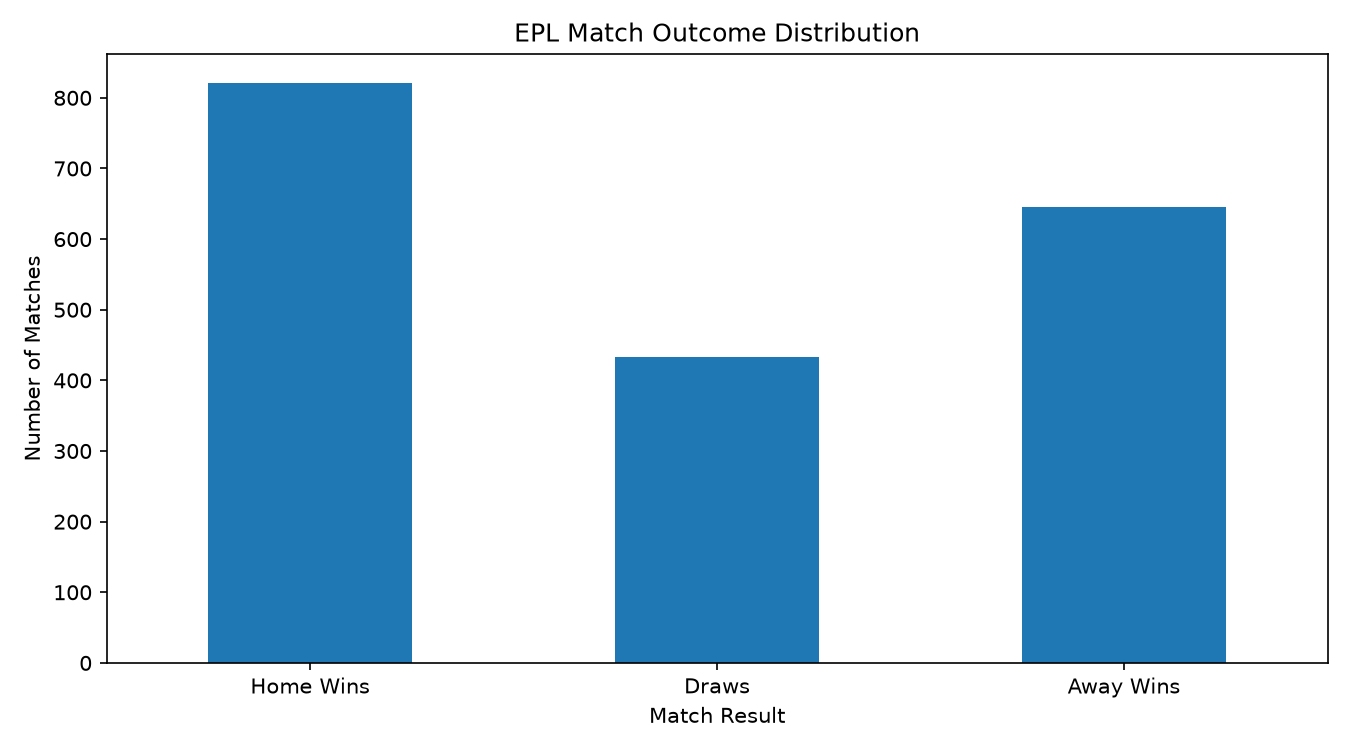 EPL Match Outcome Distribution
Number of Matches
800
700
600
500
400
300
200
100
0
Home Wins
Draws
Away Wins
Match Result